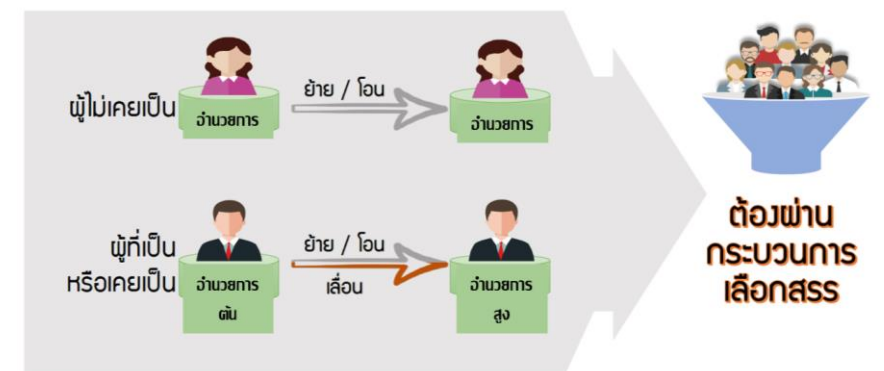 ผู้ไม่เคยเป็น อำนวยการ ย้าย / โอน อำนวยการ
ผู้ที่เป็น
หรือเคยเป็น
อำนวยการ
ต้น
ย้าย / โอน
เลื่อน
อำนวยการ
สูง
ต้องผ่าน
กระบวนการ
เลือกสรร